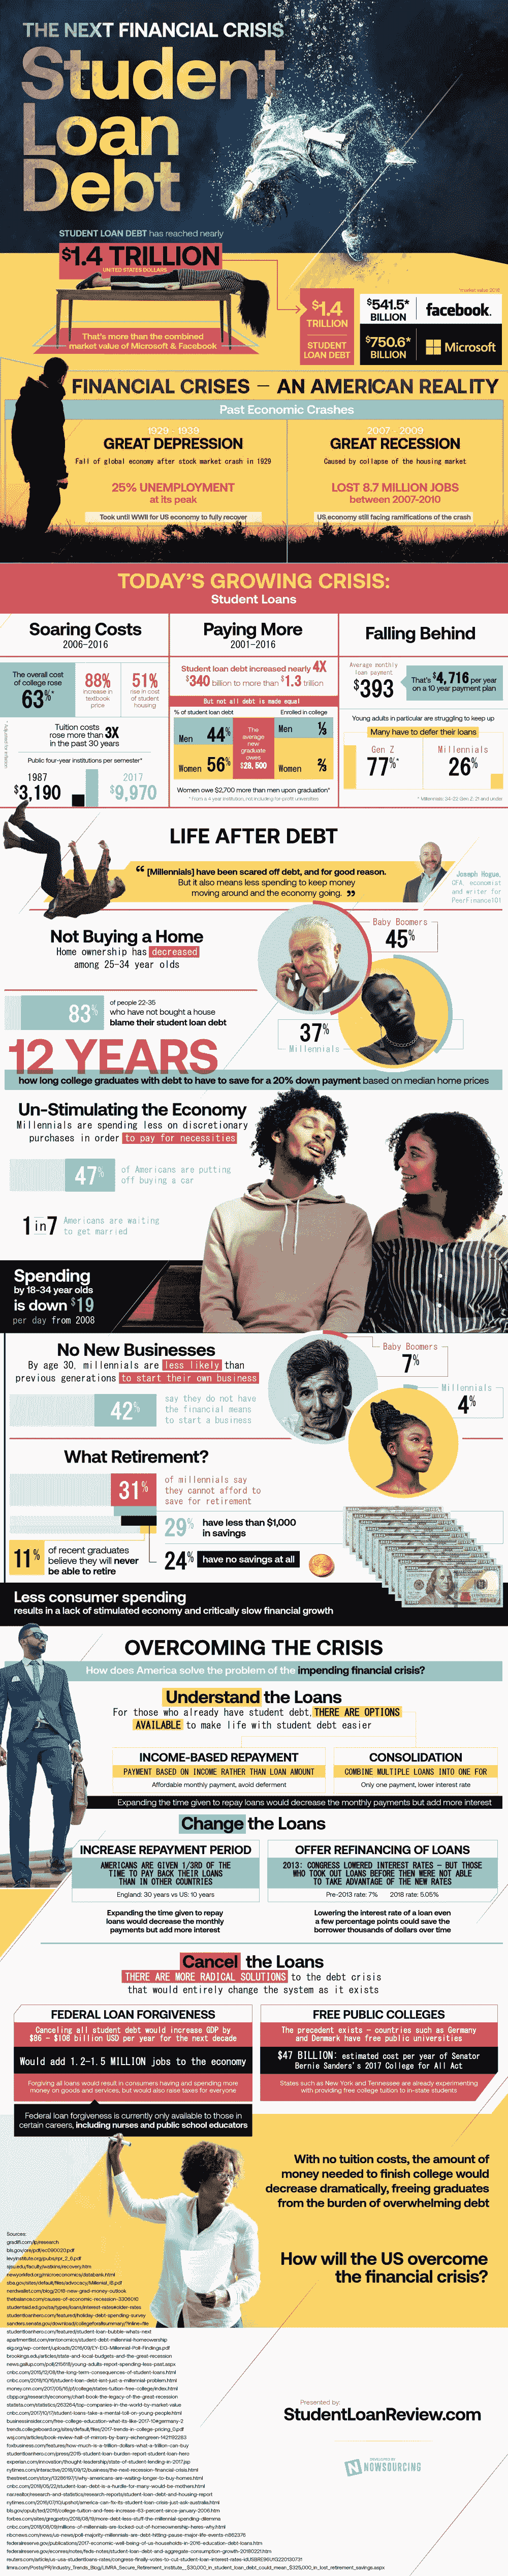 THE NEXT FINANCIAL CRISIS
Student
Loan
Debt
STUDENT LOAN DEBT has reached nearly
$1.4 TRILLION
UNITED STATES DOLLARS
That's more than the combined
market value of Microsoft & Facebook
*market value 2018
$1.4
TRILLION
STUDENT
LOAN DEBT
$541.5*
BILLION
facebook.
$750.6*
BILLION
Microsoft
FINANCIAL CRISES — AN AMERICAN REALITY
Past Economic Crashes
1929 - 1939
GREAT DEPRESSION
Fall of global economy after stock market crash in 1929
25% UNEMPLOYMENT
at its peak
Took until WWII for US economy to fully recover
2007 - 2009
GREAT RECESSION
Caused by collapse of the housing market
LOST 8.7 MILLION JOBS
between 2007-2010
US economy still facing ramifications of the crash
TODAY'S GROWING CRISIS:
Student Loans
Soaring Costs
2006-2016
The overall cost
of college rose
63%*
88%
increase in
textbook
price
51%
rise in cost
of student
housing
Tuition costs
rose more than 3X
in the past 30 years
Public four-year institutions per semester*
1987
$3,190
2017
$9,970
Paying More
2001-2016
Student loan debt increased nearly 4X
$340 billion to more than $1.3 trillion
But not all debt is made equal
% of student loan debt
Enrolled in college
Men 44%
Women 56%
The
average
new
graduate
owes
$28,500
Men 1/3
Women 2/3
Women owe $2,700 more than men upon graduation*
* From a 4 year institution, not including for profit universities
Falling Behind
Average monthly
loan payment
$393
That's $4,716 per year
on a 10 year payment plan
Young adults in particular are struggling to keep up
Many have to defer their loans
Gen Z
77%*
Millennials
26%
* Millennials: 24-29, Gen Z: 21 and under
LIFE AFTER DEBT
“ [Millennials] have been scared off debt, and for good reason.
But it also means less spending to keep money
moving around and the economy going. ”
Joseph Hogue,
CFA, economist
and writer for
PeerFinance101
Not Buying a Home
Home ownership has decreased
among 25-34 year olds
Baby Boomers
45%
37%
Millennials
83%
of people 22-35
who have not bought a house
blame their student loan debt
12 YEARS
how long college graduates with debt to have to save for a 20% down payment based on median home prices
Un-Stimulating the Economy
Millennials are spending less on discretionary
purchases in order to pay for necessities
47%
of Americans are putting
off buying a car
1 in 7
Americans are waiting
to get married
Spending
by 18-34 year olds
is down $19
per day from 2008
No New Businesses
By age 30, millennials are less likely than
previous generations to start their own business
Baby Boomers
7%
Millennials
4%
42%
say they do not have
the financial means
to start a business
What Retirement?
31%
of millennials say
they cannot afford to
save for retirement
29%
have less than $1,000
in savings
24%
have no savings at all
11%
of recent graduates
believe they will never
be able to retire
Less consumer spending
results in a lack of stimulated economy and critically slow financial growth
OVERCOMING THE CRISIS
How does America solve the problem of the impending financial crisis?
Understand the Loans
For those who already have student debt, THERE ARE OPTIONS
AVAILABLE to make life with student debt easier
INCOME-BASED REPAYMENT
PAYMENT BASED ON INCOME RATHER THAN LOAN AMOUNT
Affordable monthly payment, avoid deferment
CONSOLIDATION
COMBINE MULTIPLE LOANS INTO ONE FOR
Only one payment, lower interest rate
Expanding the time given to repay loans would decrease the monthly payments but add more interest
Change the Loans
INCREASE REPAYMENT PERIOD
AMERICANS ARE GIVEN 1/3RD OF THE
TIME TO PAY BACK THEIR LOANS
THAN IN OTHER COUNTRIES
England: 30 years vs US: 10 years
Expanding the time given to repay
loans would decrease the monthly
payments but add more interest
OFFER REFINANCING OF LOANS
2013: CONGRESS LOWERED INTEREST RATES — BUT THOSE
WHO TOOK OUT LOANS BEFORE THEN WERE NOT ABLE
TO TAKE ADVANTAGE OF THE NEW RATES
Pre-2013 rate: 7% 2018 rate: 5.05%
Lowering the interest rate of a loan even
a few percentage points could save the
borrower thousands of dollars over time
Cancel the Loans
THERE ARE MORE RADICAL SOLUTIONS to the debt crisis
that would entirely change the system as it exists
FEDERAL LOAN FORGIVENESS
Canceling all student debt would increase GDP by
$86 - $108 billion USD per year for the next decade
Would add 1.2-1.5 MILLION jobs to the economy
Forgiving all loans would result in consumers having and spending more
money on goods and services, but would also raise taxes for everyone
Federal loan forgiveness is currently only available to those in
certain careers, including nurses and public school educators
FREE PUBLIC COLLEGES
The precedent exists — countries such as Germany
and Denmark have free public universities
$47 BILLION: estimated cost per year of Senator
Bernie Sanders's 2017 College for All Act
States such as New York and Tennessee are already experimenting
with providing free college tuition to in-state students
With no tuition costs, the amount of
money needed to finish college would
decrease dramatically, freeing graduates
from the burden of overwhelming debt
How will the US overcome
the financial crisis?
Sources:
Presented by:
StudentLoanReview.com
DEVELOPED BY
NOWSOURCING